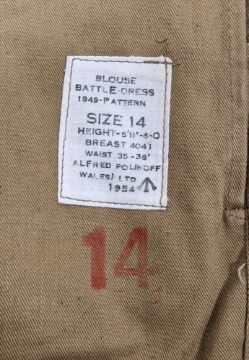 BLOUSE
BATTLE-DRESS
1949-PATTERN
SIZE 14
HEIGHT-5'11"-6-0
BREAST 40-41
WAIST 35-36"
ALFRED POLIKOFF
WALES) LTD
1954
14